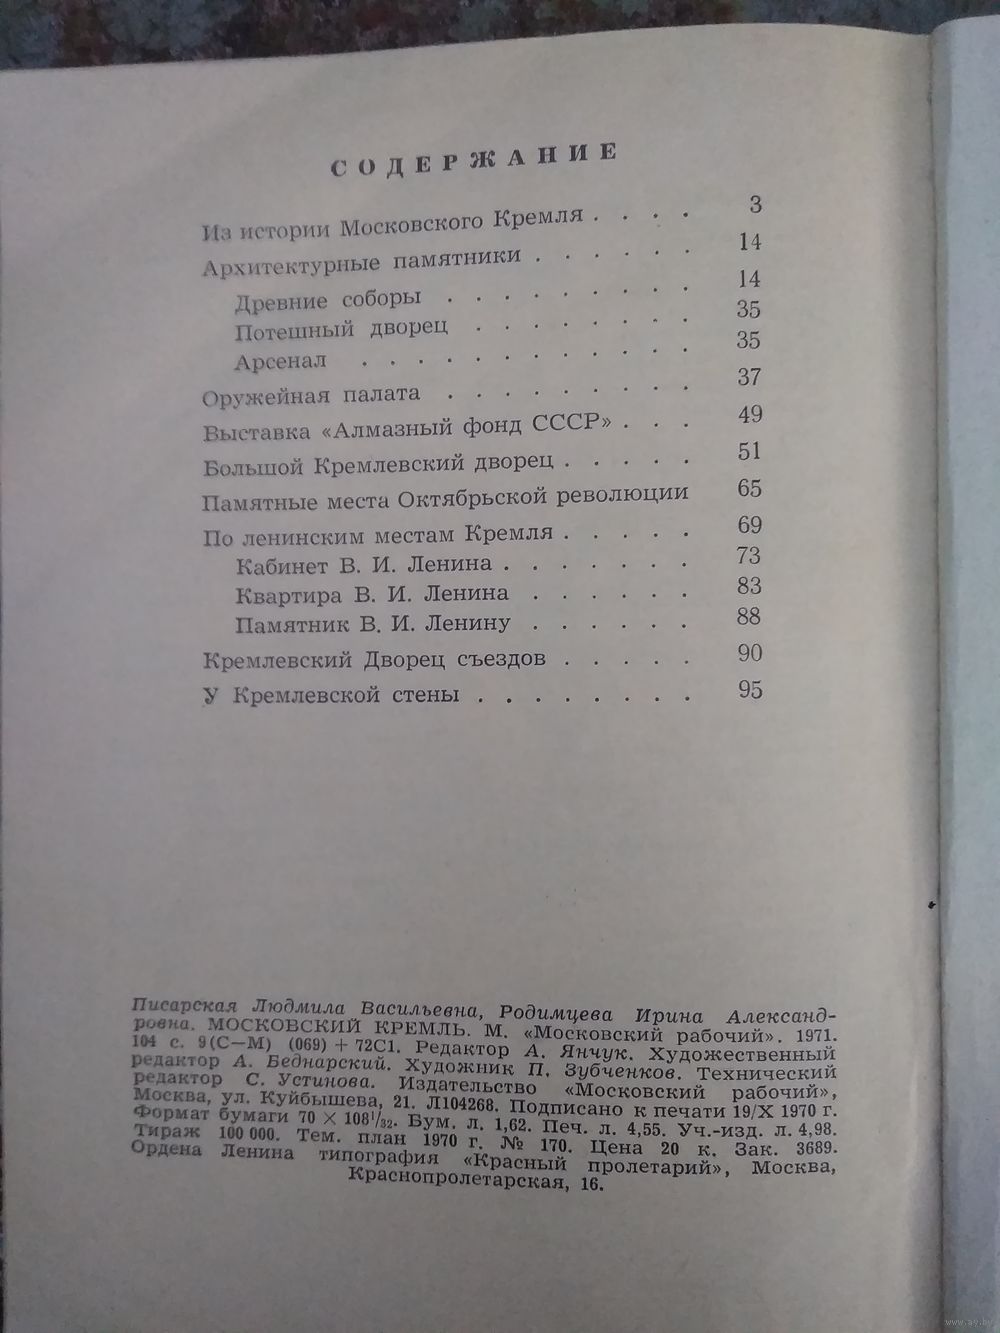 СОДЕРЖАНИЕ
Из истории Московского Кремля . . . . 3
Архитектурные памятники . . . . . . 14
Древние соборы . . . . . . . . . 14
Потешный дворец . . . . . . . . 35
Арсенал . . . . . . . . . . . . 35
Оружейная палата . . . . . . . . . 37
Выставка «Алмазный фонд СССР» . . . 49
Большой Кремлевский дворец . . . . . 51
Памятные места Октябрьской революции 65
По ленинским местам Кремля . . . . . 69
Кабинет В. И. Ленина . . . . . . . 73
Квартира В. И. Ленина . . . . . . 83
Памятник В. И. Ленину . . . . . . 88
Кремлевский Дворец съездов . . . . . 90
У Кремлевской стены . . . . . . . . 95
Писарская Людмила Васильевна, Родимцева Ирина Александ-
ровна. МОСКОВСКИЙ КРЕМЛЬ. М. «Московский рабочий». 1971.
104 с. 9(С—М) (069) + 72С1. Редактор А. Янчук. Художественный
редактор А. Беднарский. Художник П. Зубченков. Технический
редактор С. Устинова. Издательство «Московский рабочий»,
Москва, ул. Куйбышева, 21. Л104268. Подписано к печати 19/X 1970 г.
Формат бумаги 70 × 108¹/₃₂. Бум. л. 1,62. Печ. л. 4,55. Уч.-изд. л. 4,98.
Тираж 100 000. Тем. план 1970 г. № 170. Цена 20 к. Зак. 3689.
Ордена Ленина типография «Красный пролетарий», Москва,
Краснопролетарская, 16.
www.ay.by